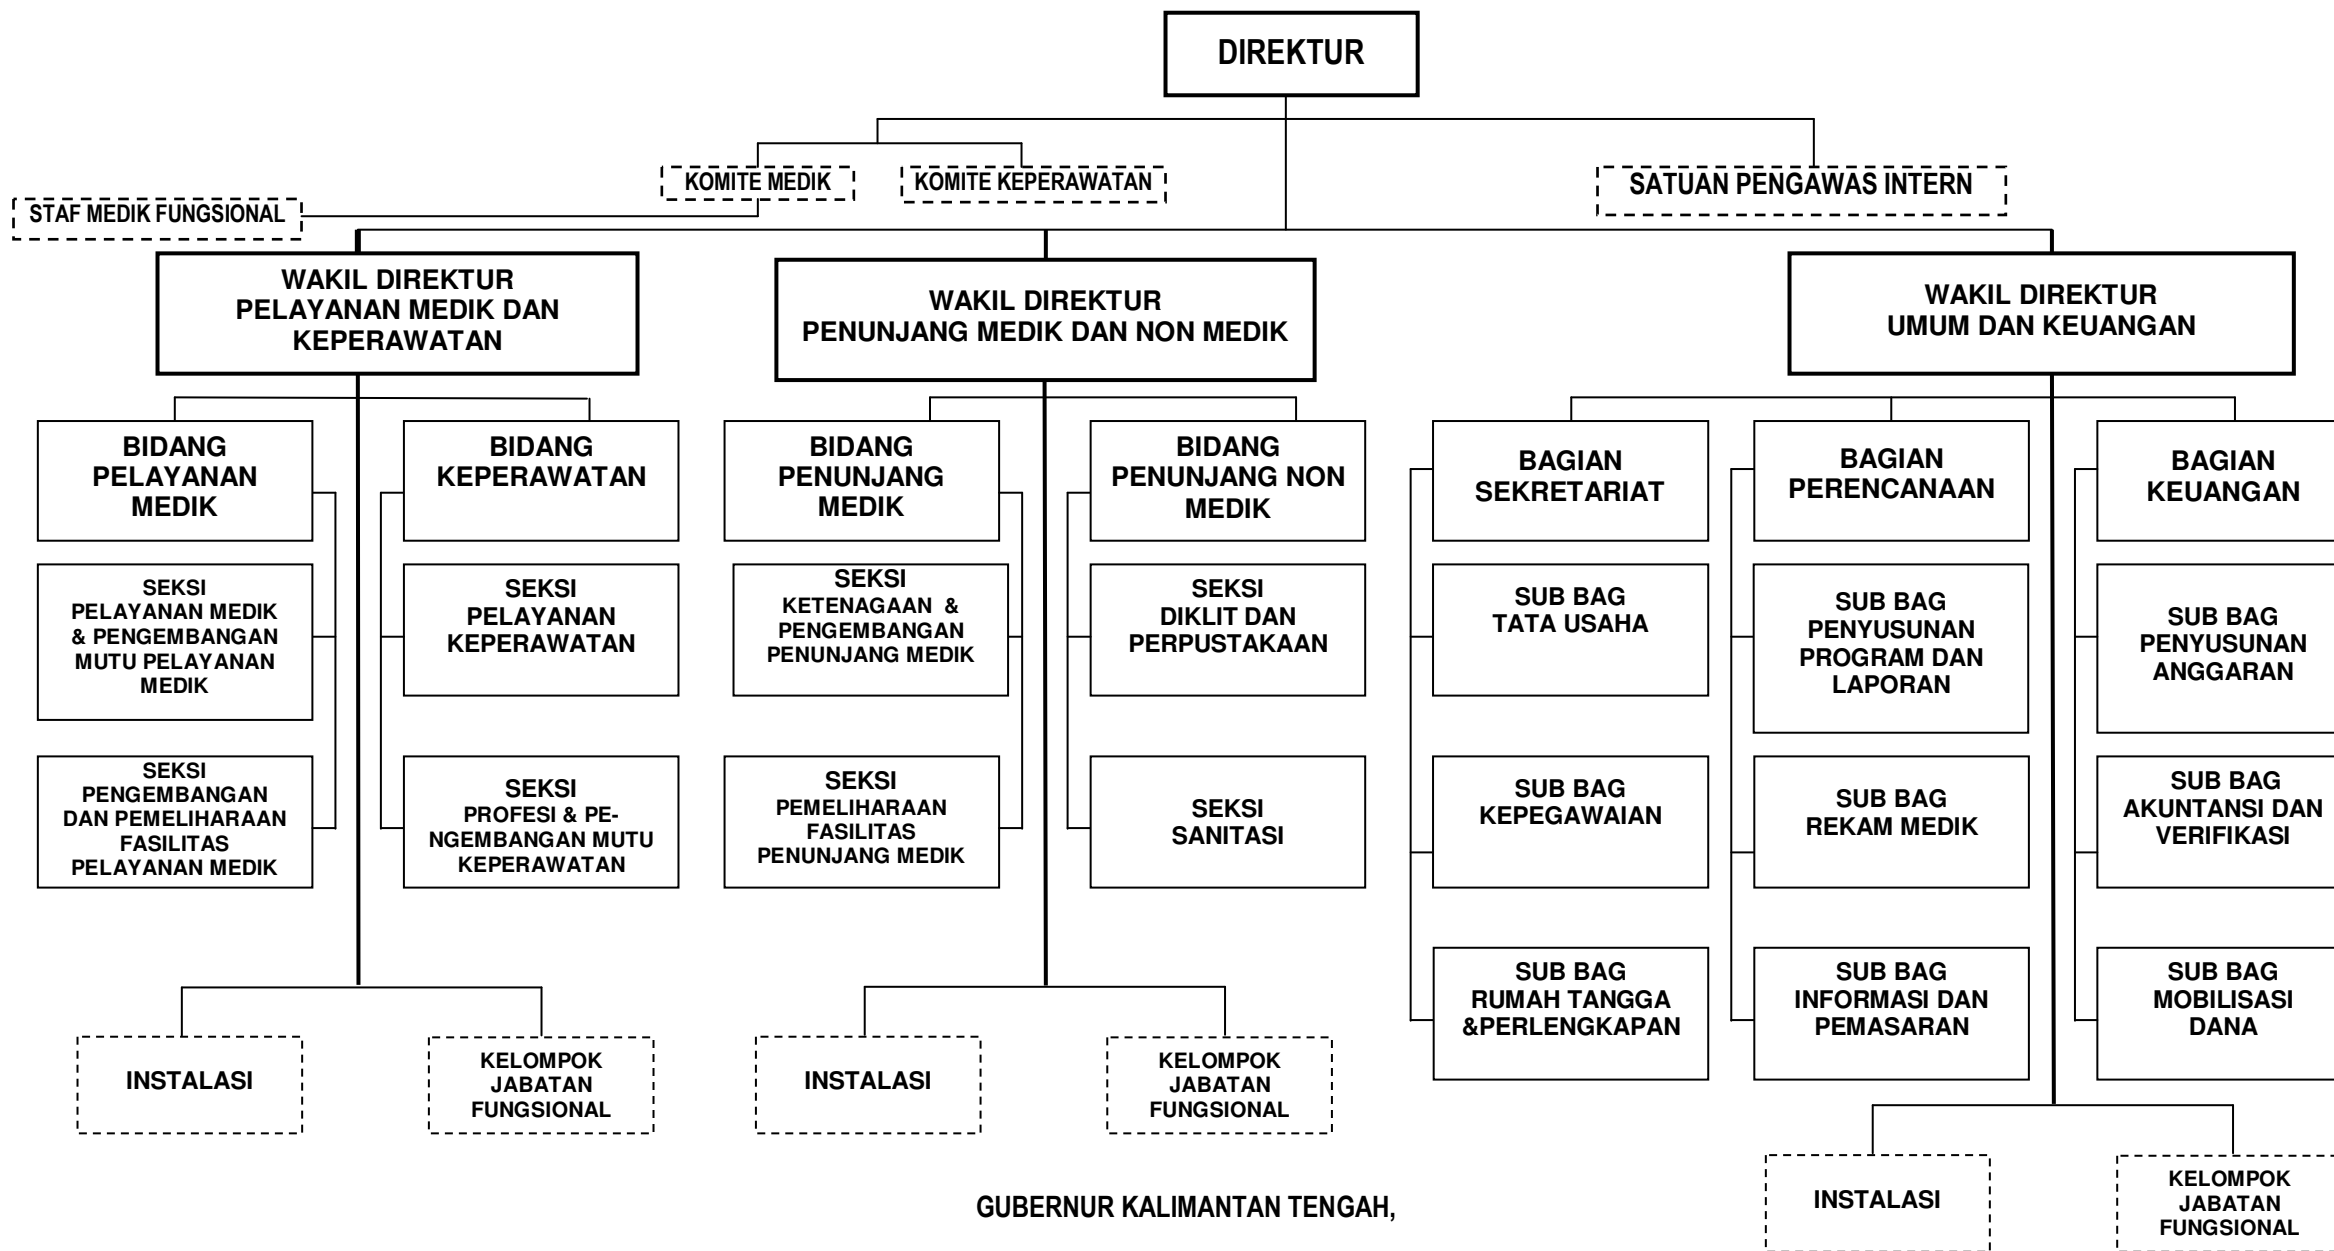 DIREKTUR
KOMITE MEDIK
KOMITE KEPERAWATAN
SATUAN PENGAWAS INTERN
STAF MEDIK FUNGSIONAL
WAKIL DIREKTUR
PELAYANAN MEDIK DAN
KEPERAWATAN
WAKIL DIREKTUR
PENUNJANG MEDIK DAN NON MEDIK
WAKIL DIREKTUR
UMUM DAN KEUANGAN
BIDANG
PELAYANAN
MEDIK
BIDANG
KEPERAWATAN
BIDANG
PENUNJANG
MEDIK
BIDANG
PENUNJANG NON
MEDIK
BAGIAN
SEKRETARIAT
BAGIAN
PERENCANAAN
BAGIAN
KEUANGAN
SEKSI
PELAYANAN MEDIK
& PENGEMBANGAN
MUTU PELAYANAN
MEDIK
SEKSI
PELAYANAN
KEPERAWATAN
SEKSI
KETENAGAAN &
PENGEMBANGAN
PENUNJANG MEDIK
SEKSI
DIKLIT DAN
PERPUSTAKAAN
SUB BAG
TATA USAHA
SUB BAG
PENYUSUNAN
PROGRAM DAN
LAPORAN
SUB BAG
PENYUSUNAN
ANGGARAN
SEKSI
PENGEMBANGAN
DAN PEMELIHARAAN
FASILITAS
PELAYANAN MEDIK
SEKSI
PROFESI & PE-
NGEMBANGAN MUTU
KEPERAWATAN
SEKSI
PEMELIHARAAN
FASILITAS
PENUNJANG MEDIK
SEKSI
SANITASI
SUB BAG
KEPEGAWAIAN
SUB BAG
REKAM MEDIK
SUB BAG
AKUNTANSI DAN
VERIFIKASI
SUB BAG
RUMAH TANGGA
&PERLENGKAPAN
SUB BAG
INFORMASI DAN
PEMASARAN
SUB BAG
MOBILISASI
DANA
INSTALASI
KELOMPOK
JABATAN
FUNGSIONAL
INSTALASI
KELOMPOK
JABATAN
FUNGSIONAL
INSTALASI
KELOMPOK
JABATAN
FUNGSIONAL
GUBERNUR KALIMANTAN TENGAH,